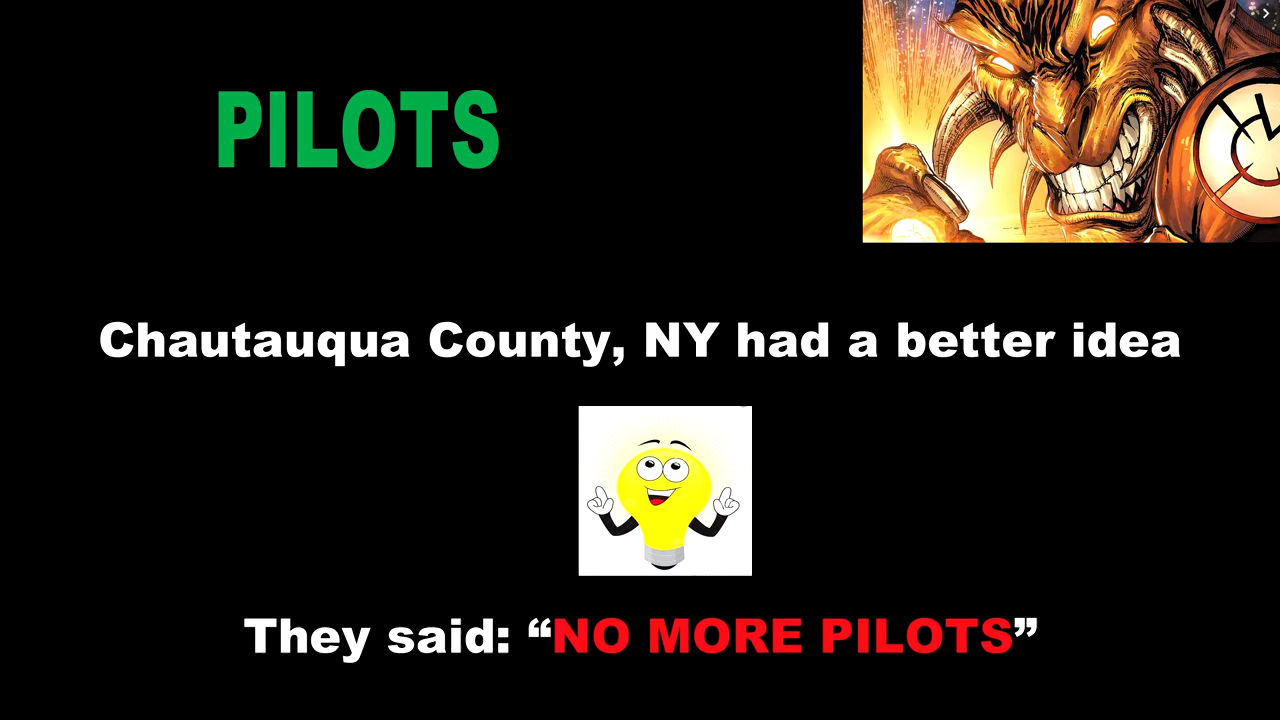 PILOTS
Chautauqua County, NY had a better idea
They said: “NO MORE PILOTS”